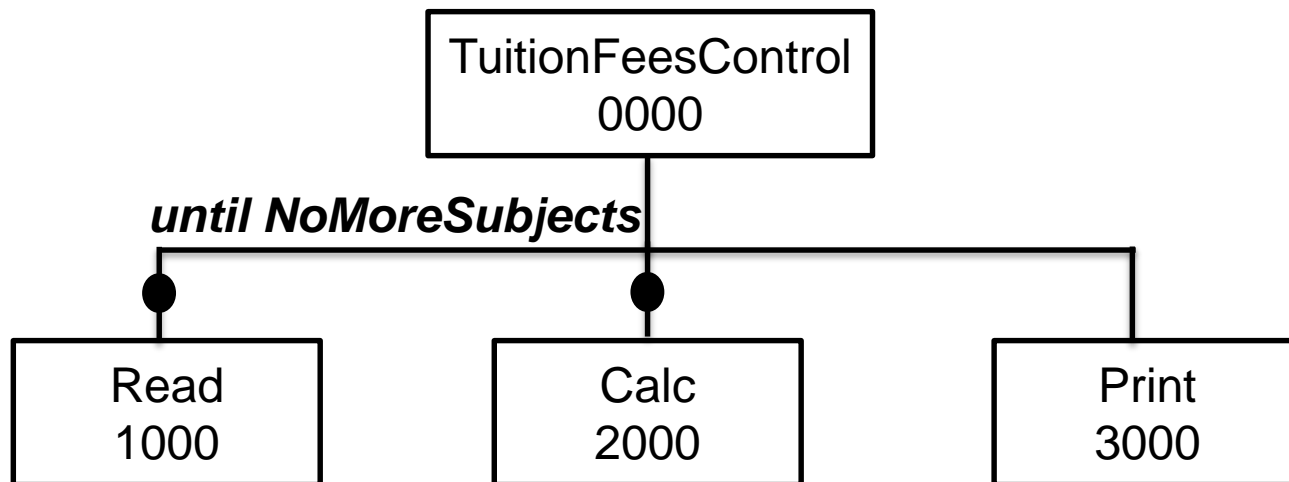 TuitionFeesControl
0000
until NoMoreSubjects
Read
1000
Calc
2000
Print
3000